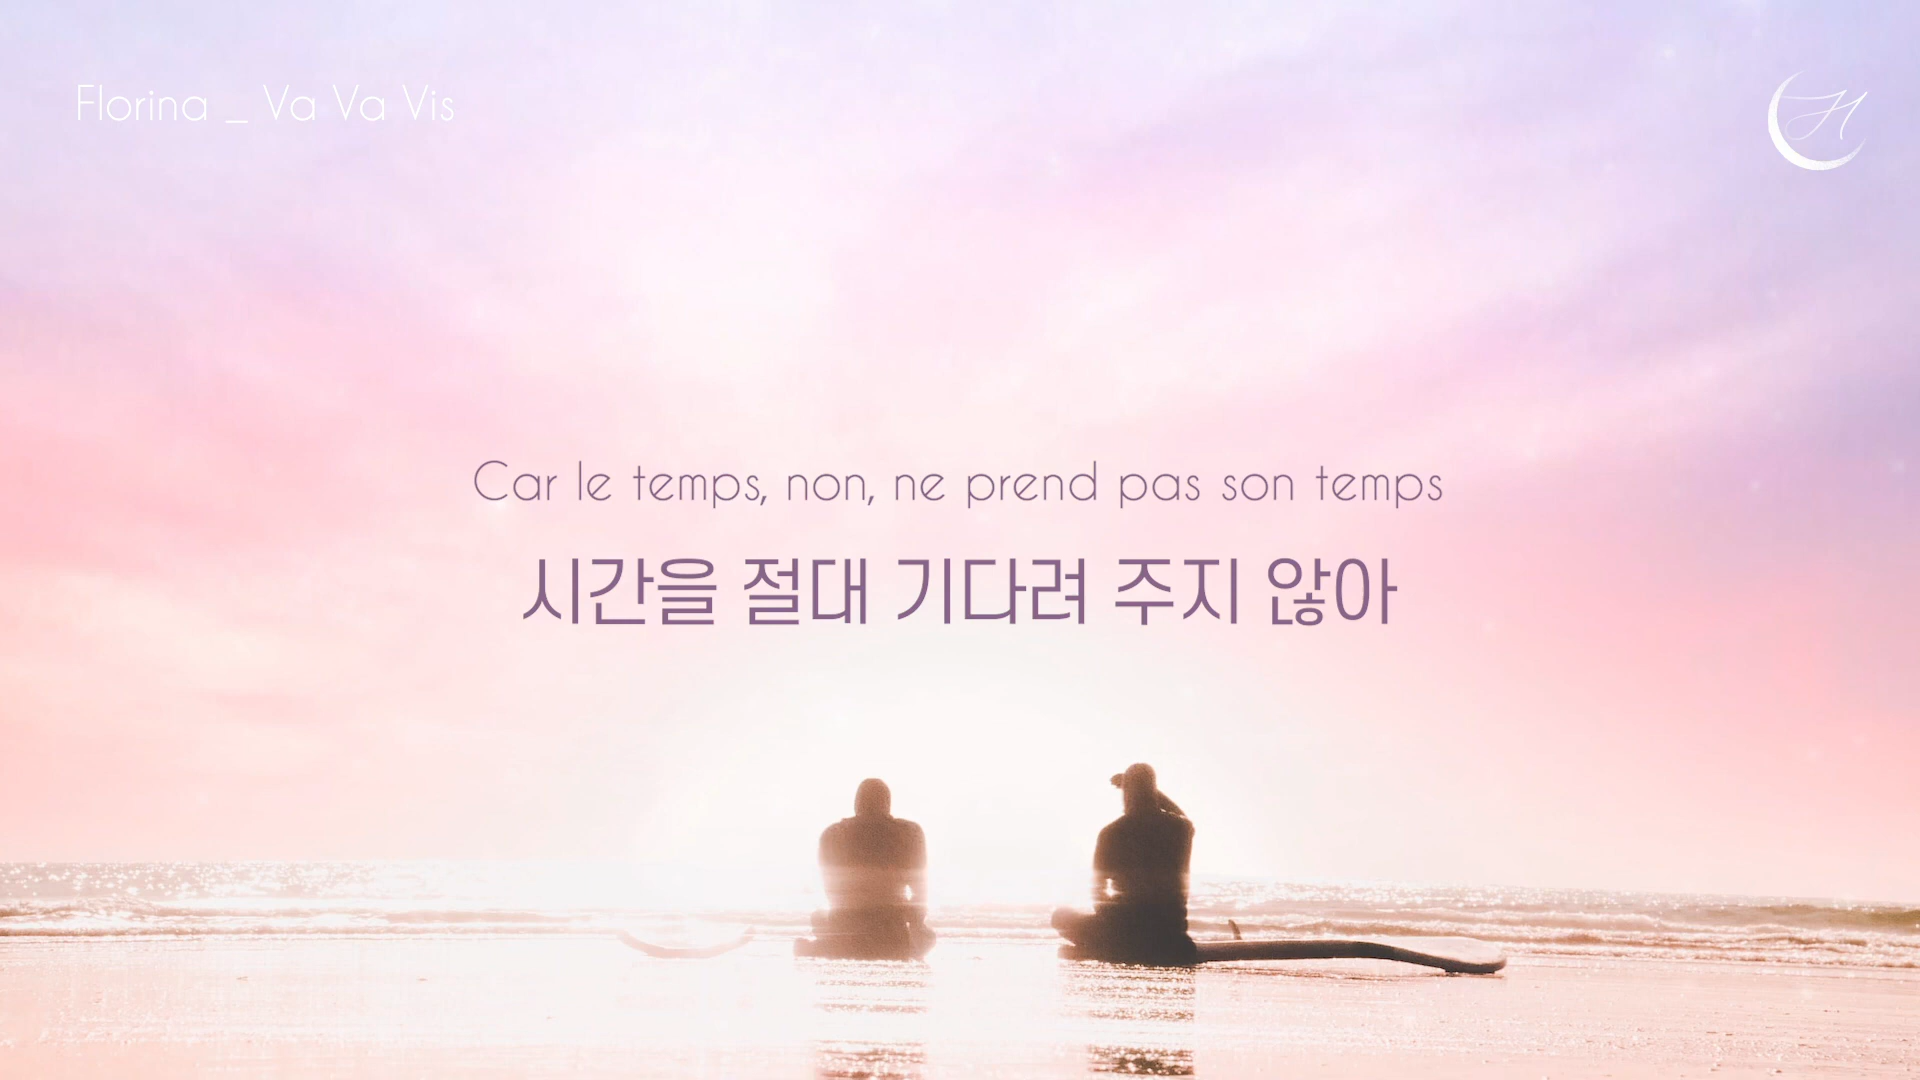 Florina _ Va Va Vis
Car le temps, non, ne prend pas son temps
시간을 절대 기다려 주지 않아